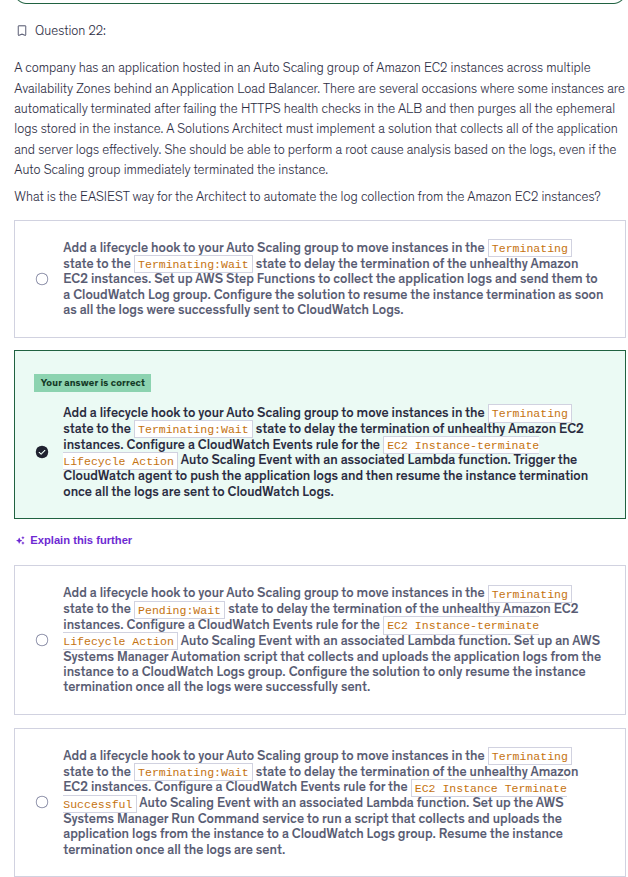 Question 22:
A company has an application hosted in an Auto Scaling group of Amazon EC2 instances across multiple
Availability Zones behind an Application Load Balancer. There are several occasions where some instances are
automatically terminated after failing the HTTPS health checks in the ALB and then purges all the ephemeral
logs stored in the instance. A Solutions Architect must implement a solution that collects all of the application
and server logs effectively. She should be able to perform a root cause analysis based on the logs, even if the
Auto Scaling group immediately terminated the instance.
What is the EASIEST way for the Architect to automate the log collection from the Amazon EC2 instances?
Add a lifecycle hook to your Auto Scaling group to move instances in the Terminating
state to the Terminating:Wait state to delay the termination of the unhealthy Amazon
EC2 instances. Set up AWS Step Functions to collect the application logs and send them to
a CloudWatch Log group. Configure the solution to resume the instance termination as soon
as all the logs were successfully sent to CloudWatch Logs.
Your answer is correct
Add a lifecycle hook to your Auto Scaling group to move instances in the Terminating
state to the Terminating:Wait state to delay the termination of unhealthy Amazon EC2
instances. Configure a CloudWatch Events rule for the EC2 Instance-terminate
Lifecycle Action Auto Scaling Event with an associated Lambda function. Trigger the
CloudWatch agent to push the application logs and then resume the instance termination
once all the logs are sent to CloudWatch Logs.
Explain this further
Add a lifecycle hook to your Auto Scaling group to move instances in the Terminating
state to the Pending:Wait state to delay the termination of the unhealthy Amazon EC2
instances. Configure a CloudWatch Events rule for the EC2 Instance-terminate
Lifecycle Action Auto Scaling Event with an associated Lambda function. Set up an AWS
Systems Manager Automation script that collects and uploads the application logs from the
instance to a CloudWatch Logs group. Configure the solution to only resume the instance
termination once all the logs were successfully sent.
Add a lifecycle hook to your Auto Scaling group to move instances in the Terminating
state to the Terminating:Wait state to delay the termination of the unhealthy Amazon
EC2 instances. Configure a CloudWatch Events rule for the EC2 Instance Terminate
Successful Auto Scaling Event with an associated Lambda function. Set up the AWS
Systems Manager Run Command service to run a script that collects and uploads the
application logs from the instance to a CloudWatch Logs group. Resume the instance
termination once all the logs are sent.